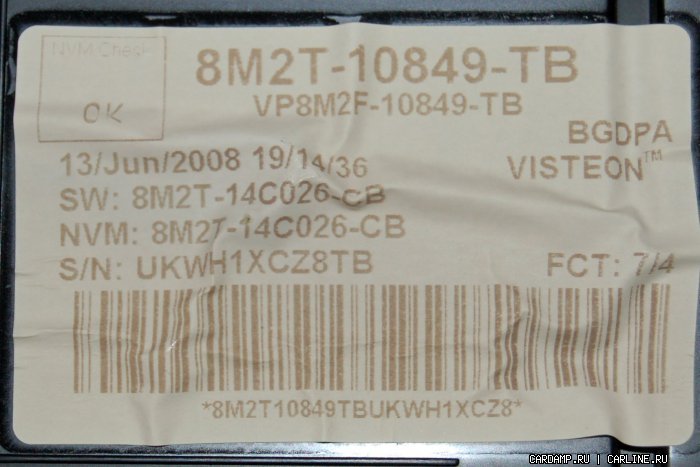 NVM Check
OK
8M2T-10849-TB
VP8M2F-10849-TB
BGDPA
13/Jun/2008 19/14/36
VISTEON™
SW: 8M2T-14C026-CB
NVM: 8M2T-14C026-CB
S/N: UKWH1XCZ8TB
FCT: 7/4
*8M2T10849TBUKWH1XCZ8*
CARDAMP.RU | CARLINE.RU